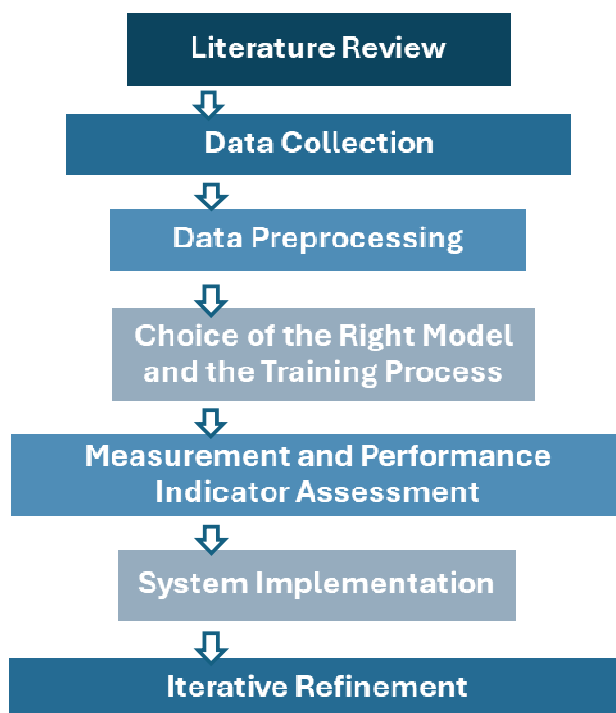 Literature Review
Data Collection
Data Preprocessing
Choice of the Right Model
and the Training Process
Measurement and Performance
Indicator Assessment
System Implementation
Iterative Refinement